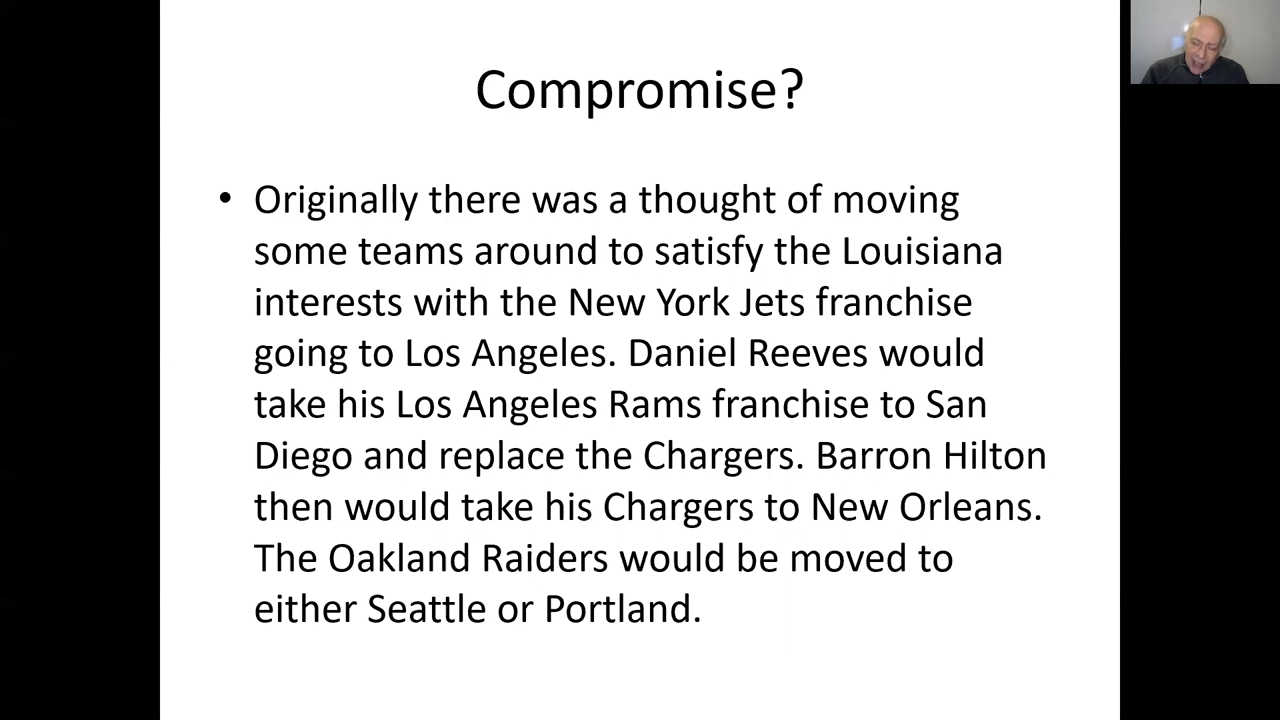 Compromise?
• Originally there was a thought of moving
some teams around to satisfy the Louisiana
interests with the New York Jets franchise
going to Los Angeles. Daniel Reeves would
take his Los Angeles Rams franchise to San
Diego and replace the Chargers. Barron Hilton
then would take his Chargers to New Orleans.
The Oakland Raiders would be moved to
either Seattle or Portland.